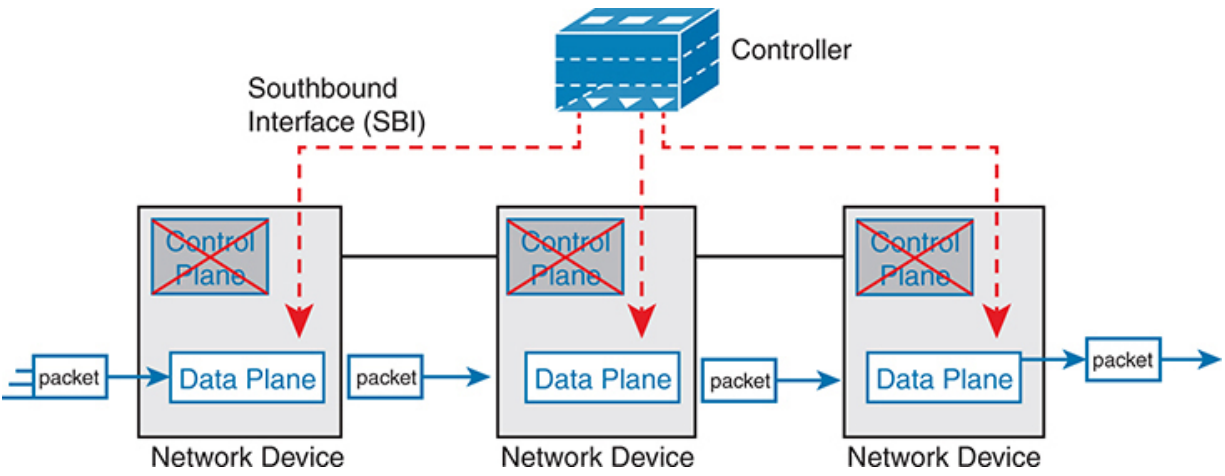 Controller
Southbound
Interface (SBI)
Control
Plane
Control
Plane
Control
Plane
packet
Data Plane
packet
Data Plane
packet
Data Plane
packet
Network Device
Network Device
Network Device